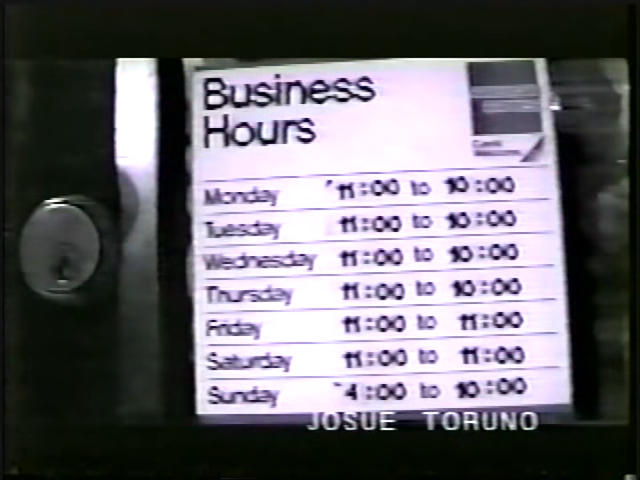 Business
Hours
Monday 11:00 to 10:00
Tuesday 11:00 to 10:00
Wednesday 11:00 to 10:00
Thursday 11:00 to 10:00
Friday 11:00 to 11:00
Saturday 11:00 to 11:00
Sunday 4:00 to 10:00
JOSUE TORUNO